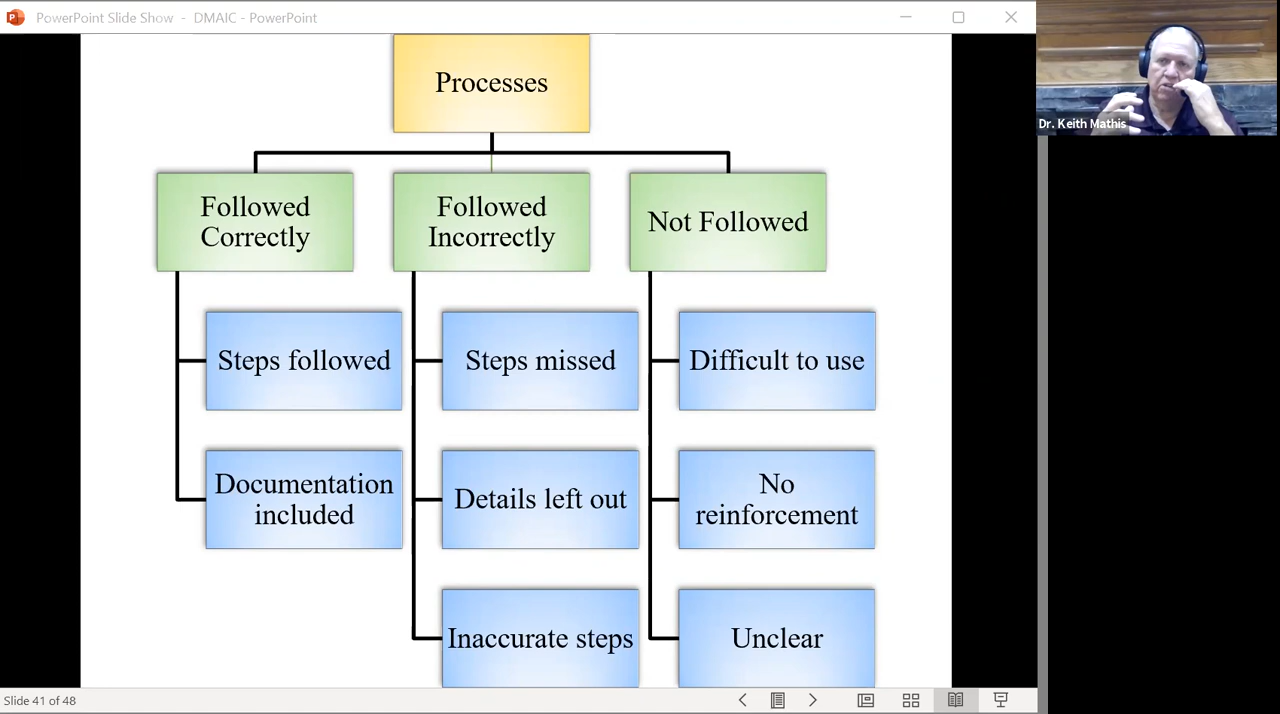 PowerPoint Slide Show - DMAIC - PowerPoint
Dr. Keith Mathis
Processes
Followed
Correctly
Followed
Incorrectly
Not Followed
Steps followed
Steps missed
Difficult to use
Documentation
included
Details left out
No
reinforcement
Inaccurate steps
Unclear
Slide 41 of 48